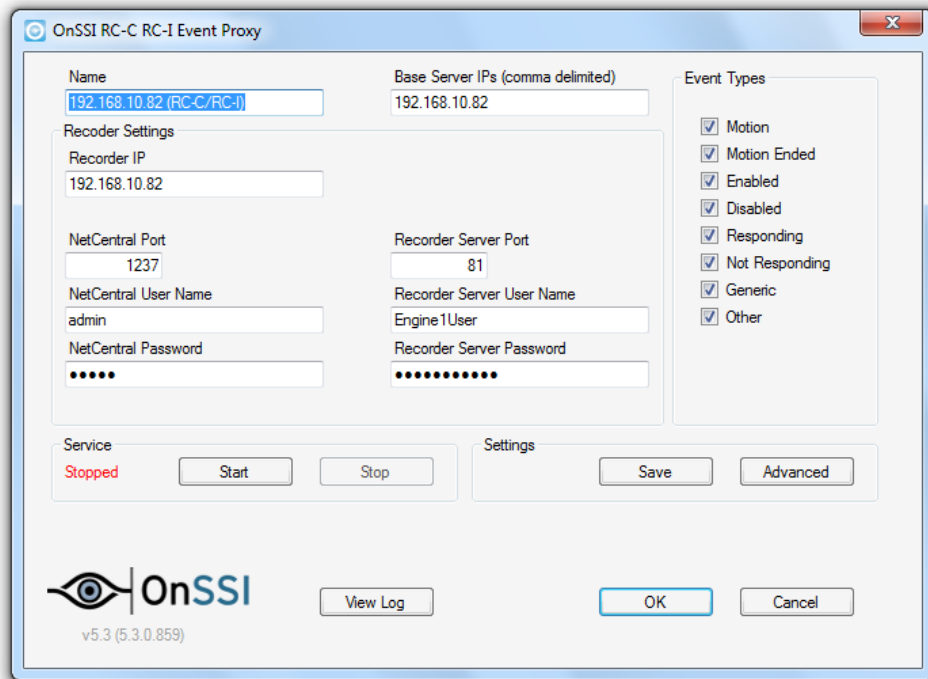 OnSSI RC-C RC-I Event Proxy
Name
192.168.10.82 (RC-C/RC-I)
Base Server IPs (comma delimited)
192.168.10.82
Recoder Settings
Recorder IP
192.168.10.82
NetCentral Port
1237
Recorder Server Port
81
NetCentral User Name
admin
Recorder Server User Name
Engine1User
NetCentral Password
•••••
Recorder Server Password
•••••••••••
Event Types
Motion
Motion Ended
Enabled
Disabled
Responding
Not Responding
Generic
Other
Service
Stopped
Start
Stop
Settings
Save
Advanced
OnSSI
v5.3 (5.3.0.859)
View Log
OK
Cancel